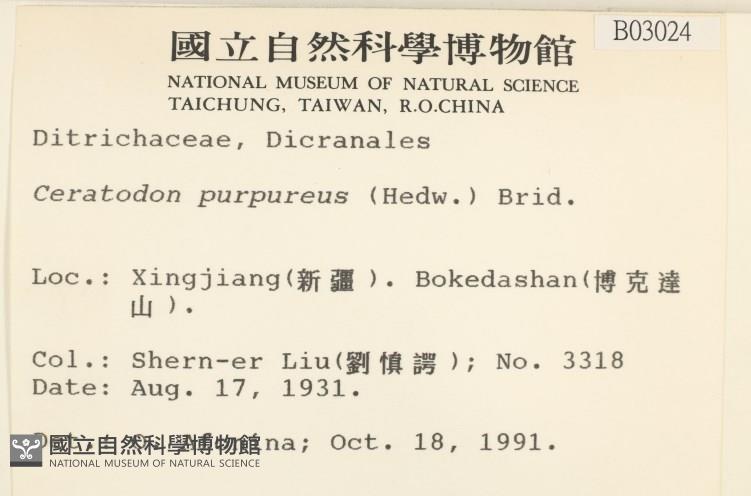 B03024
國立自然科學博物館
NATIONAL MUSEUM OF NATURAL SCIENCE
TAICHUNG, TAIWAN, R.O.CHINA
Ditrichaceae, Dicranales
Ceratodon purpureus (Hedw.) Brid.
Loc.: Xingjiang(新疆). Bokedashan(博克達
山).
Col.: Shern-er Liu(劉慎諤); No. 3318
Date: Aug. 17, 1931.
Oct. 18, 1991.
國立自然科學博物館
NATIONAL MUSEUM OF NATURAL SCIENCE